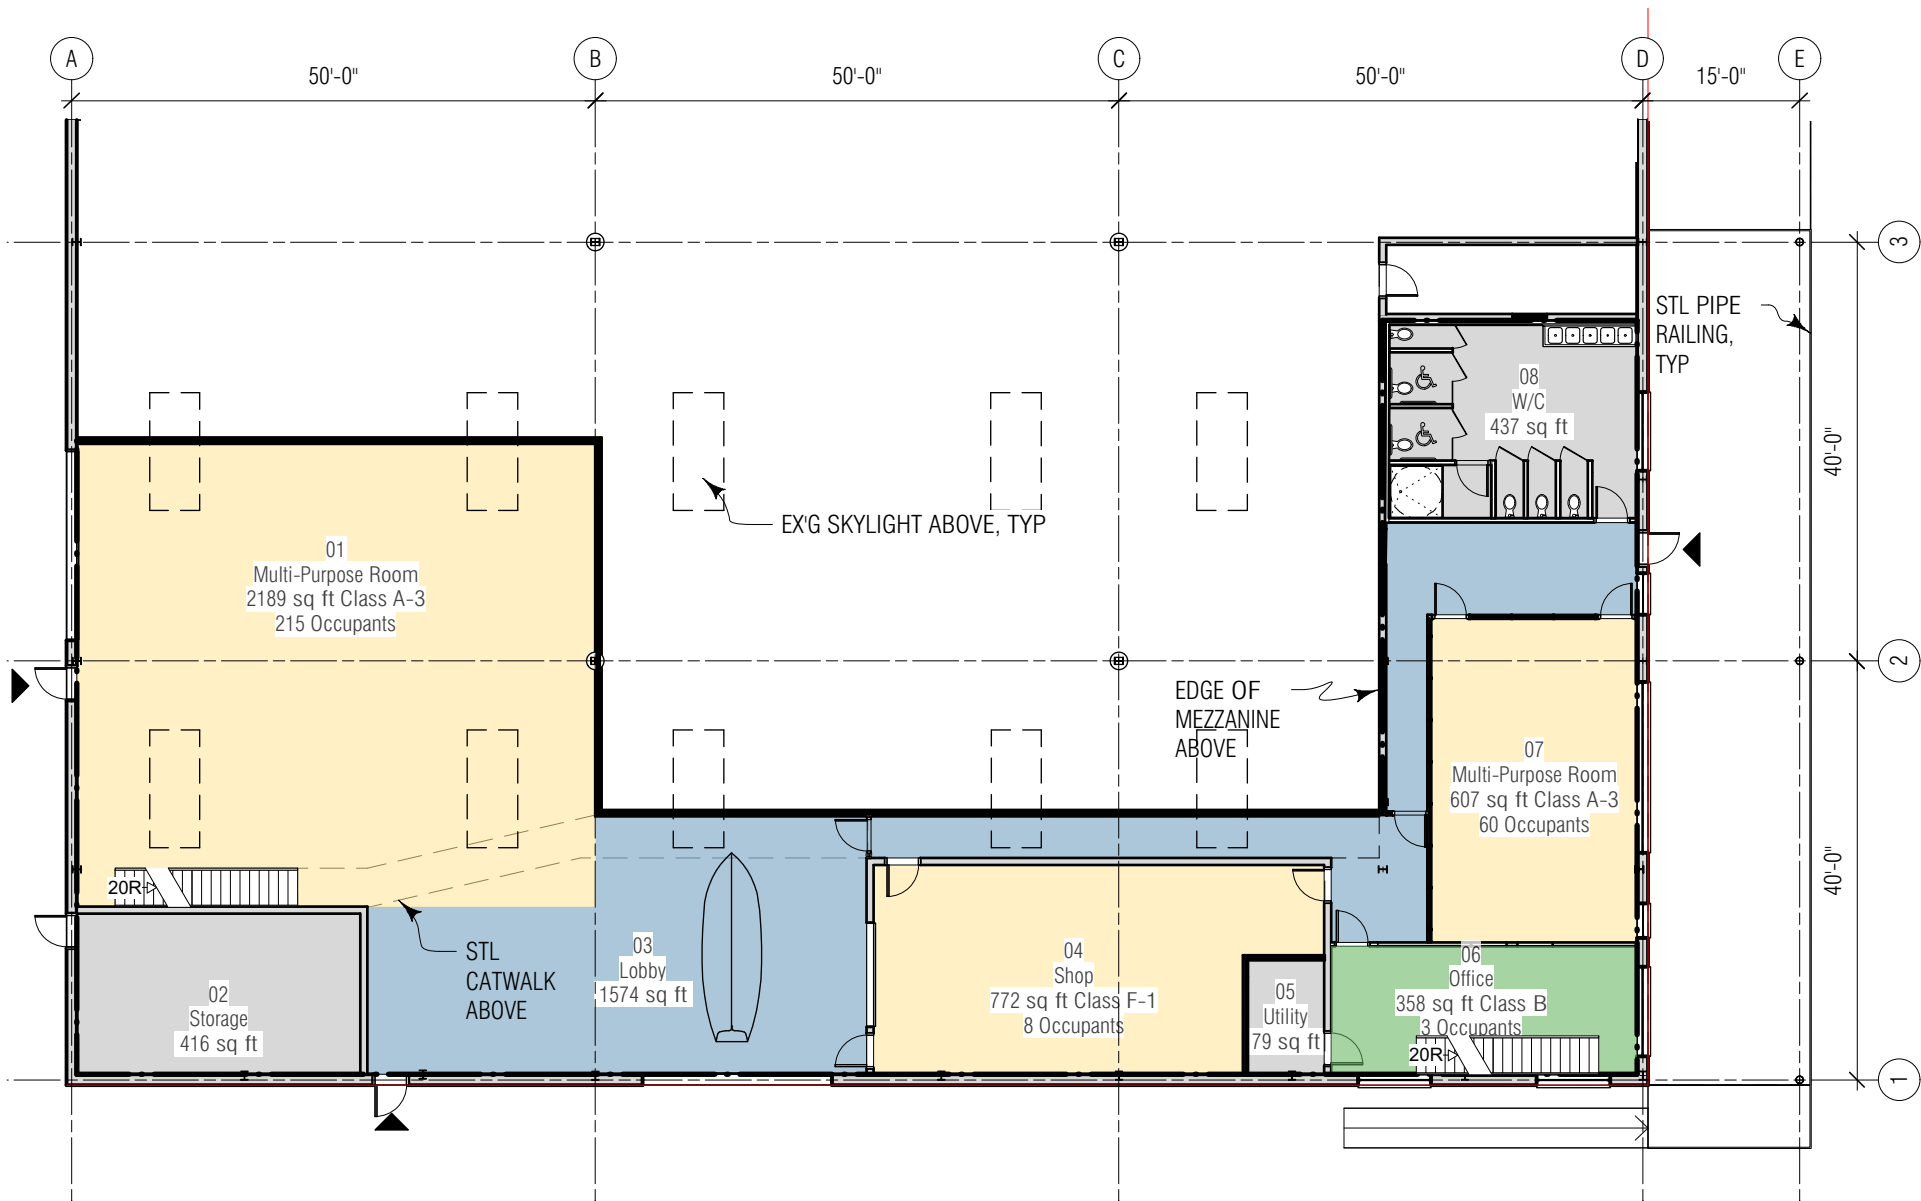 A
B
C
D
E
50'-0"
50'-0"
50'-0"
15'-0"
3
STL PIPE
RAILING,
TYP
08
W/C
437 sq ft
40'-0"
EX'G SKYLIGHT ABOVE, TYP
01
Multi-Purpose Room
2189 sq ft Class A-3
215 Occupants
2
EDGE OF
MEZZANINE
ABOVE
07
Multi-Purpose Room
607 sq ft Class A-3
60 Occupants
40'-0"
20R
STL
CATWALK
ABOVE
03
Lobby
1574 sq ft
04
Shop
772 sq ft Class F-1
8 Occupants
06
Office
358 sq ft Class B
3 Occupants
02
Storage
416 sq ft
05
Utility
79 sq ft
20R
1